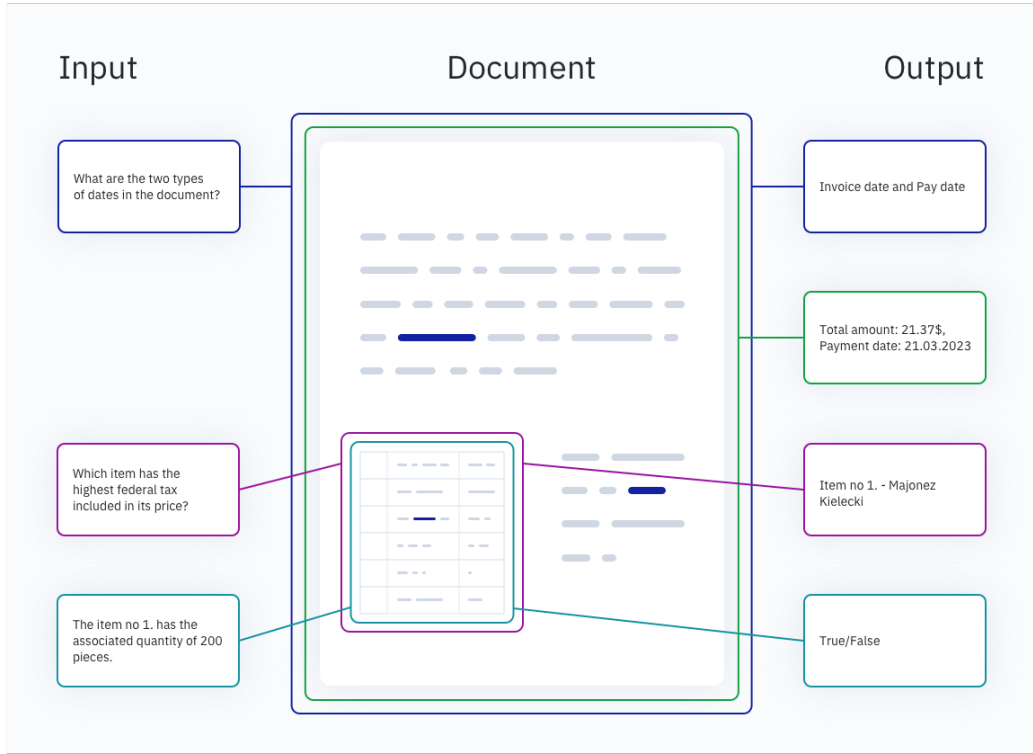 Input
Document
Output
What are the two types
of dates in the document?
Invoice date and Pay date
Total amount: 21.37$,
Payment date: 21.03.2023
Which item has the
highest federal tax
included in its price?
Item no 1. - Majonez
Kielecki
The item no 1. has the
associated quantity of 200
pieces.
True/False